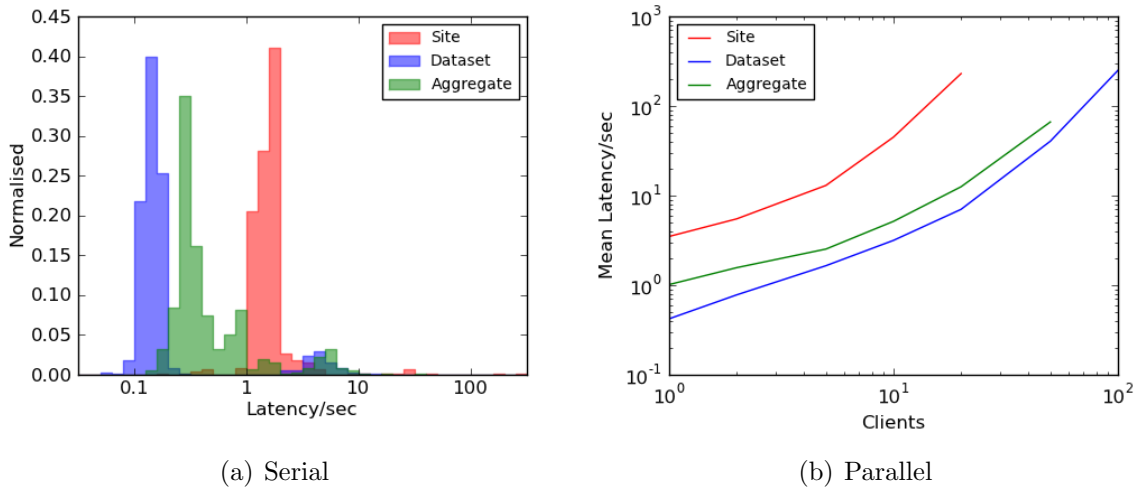 0.45
0.40
0.35
0.30
0.25
0.20
0.15
0.10
0.05
0.00
Normalised
Site
Dataset
Aggregate
0.1
1
10
100
Latency/sec
(a) Serial
10^3
10^2
10^1
10^0
10^-1
Mean Latency/sec
Site
Dataset
Aggregate
10^0
10^1
10^2
Clients
(b) Parallel